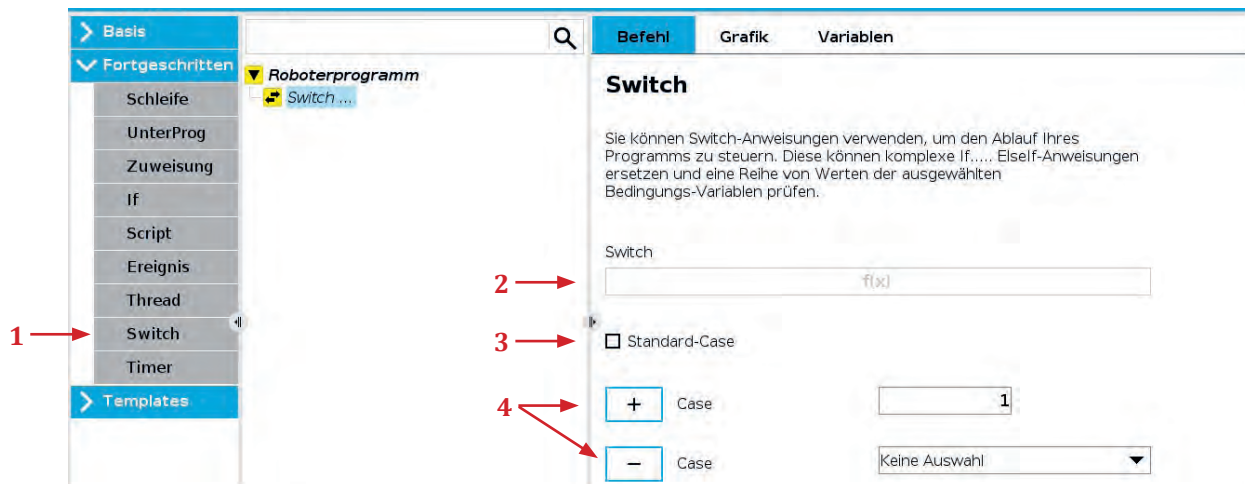 Basis
Fortgeschritten
Schleife
UnterProg
Zuweisung
If
Script
Ereignis
Thread
Switch
Timer
Templates
Roboterprogramm
Switch ...
Befehl Grafik Variablen
Switch
Sie können Switch-Anweisungen verwenden, um den Ablauf Ihres
Programms zu steuern. Diese können komplexe If..... ElseIf-Anweisungen
ersetzen und eine Reihe von Werten der ausgewählten
Bedingungs-Variablen prüfen.
Switch
f(x)
Standard-Case
+ Case 1
− Case Keine Auswahl
1
2
3
4